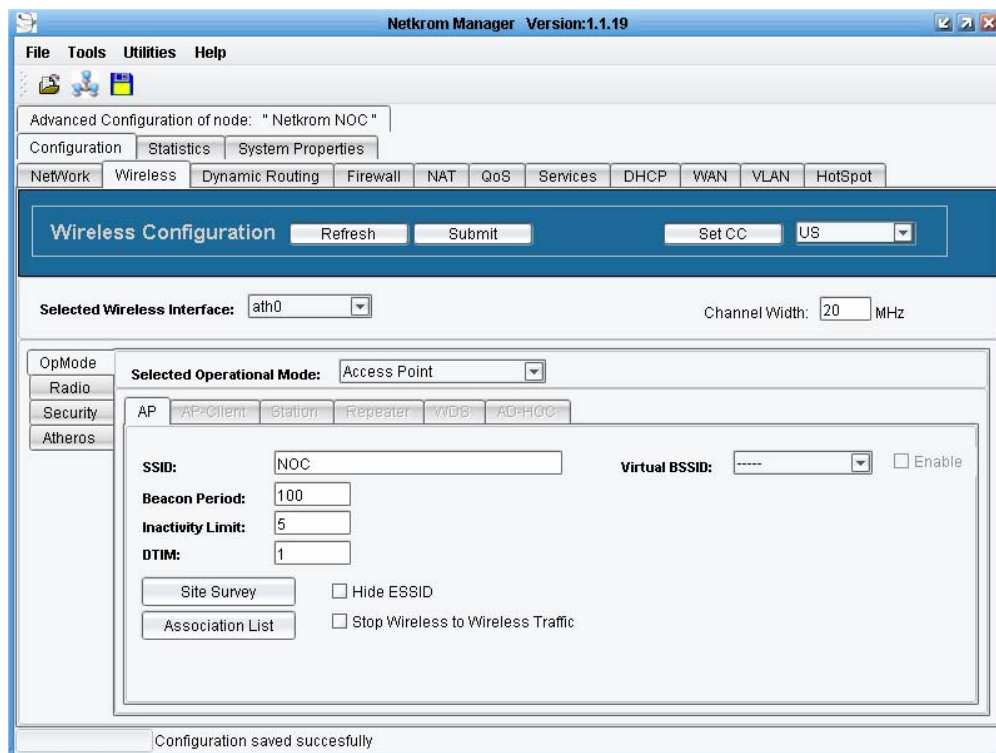 Netkrom Manager Version:1.1.19
File Tools Utilities Help
Advanced Configuration of node: " Netkrom NOC "
Configuration Statistics System Properties
NetWork Wireless Dynamic Routing Firewall NAT QoS Services DHCP WAN VLAN HotSpot
Wireless Configuration Refresh Submit Set CC US
Selected Wireless Interface: ath0 Channel Width: 20 MHz
OpMode
Radio
Security
Atheros
Selected Operational Mode: Access Point
AP AP-Client Station Repeater WDS AD-HOC
SSID: NOC Virtual BSSID: ----- Enable
Beacon Period: 100
Inactivity Limit: 5
DTIM: 1
Site Survey Hide ESSID
Association List Stop Wireless to Wireless Traffic
Configuration saved succesfully